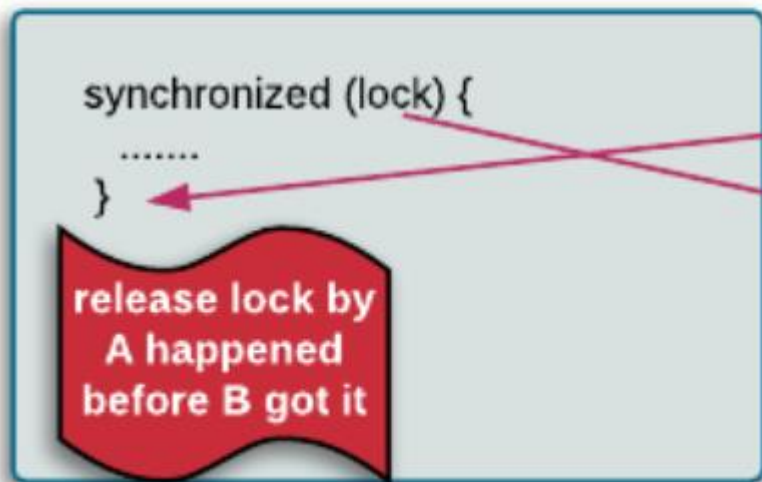 synchronized (lock) {
.......
}
release lock by
A happened
before B got it